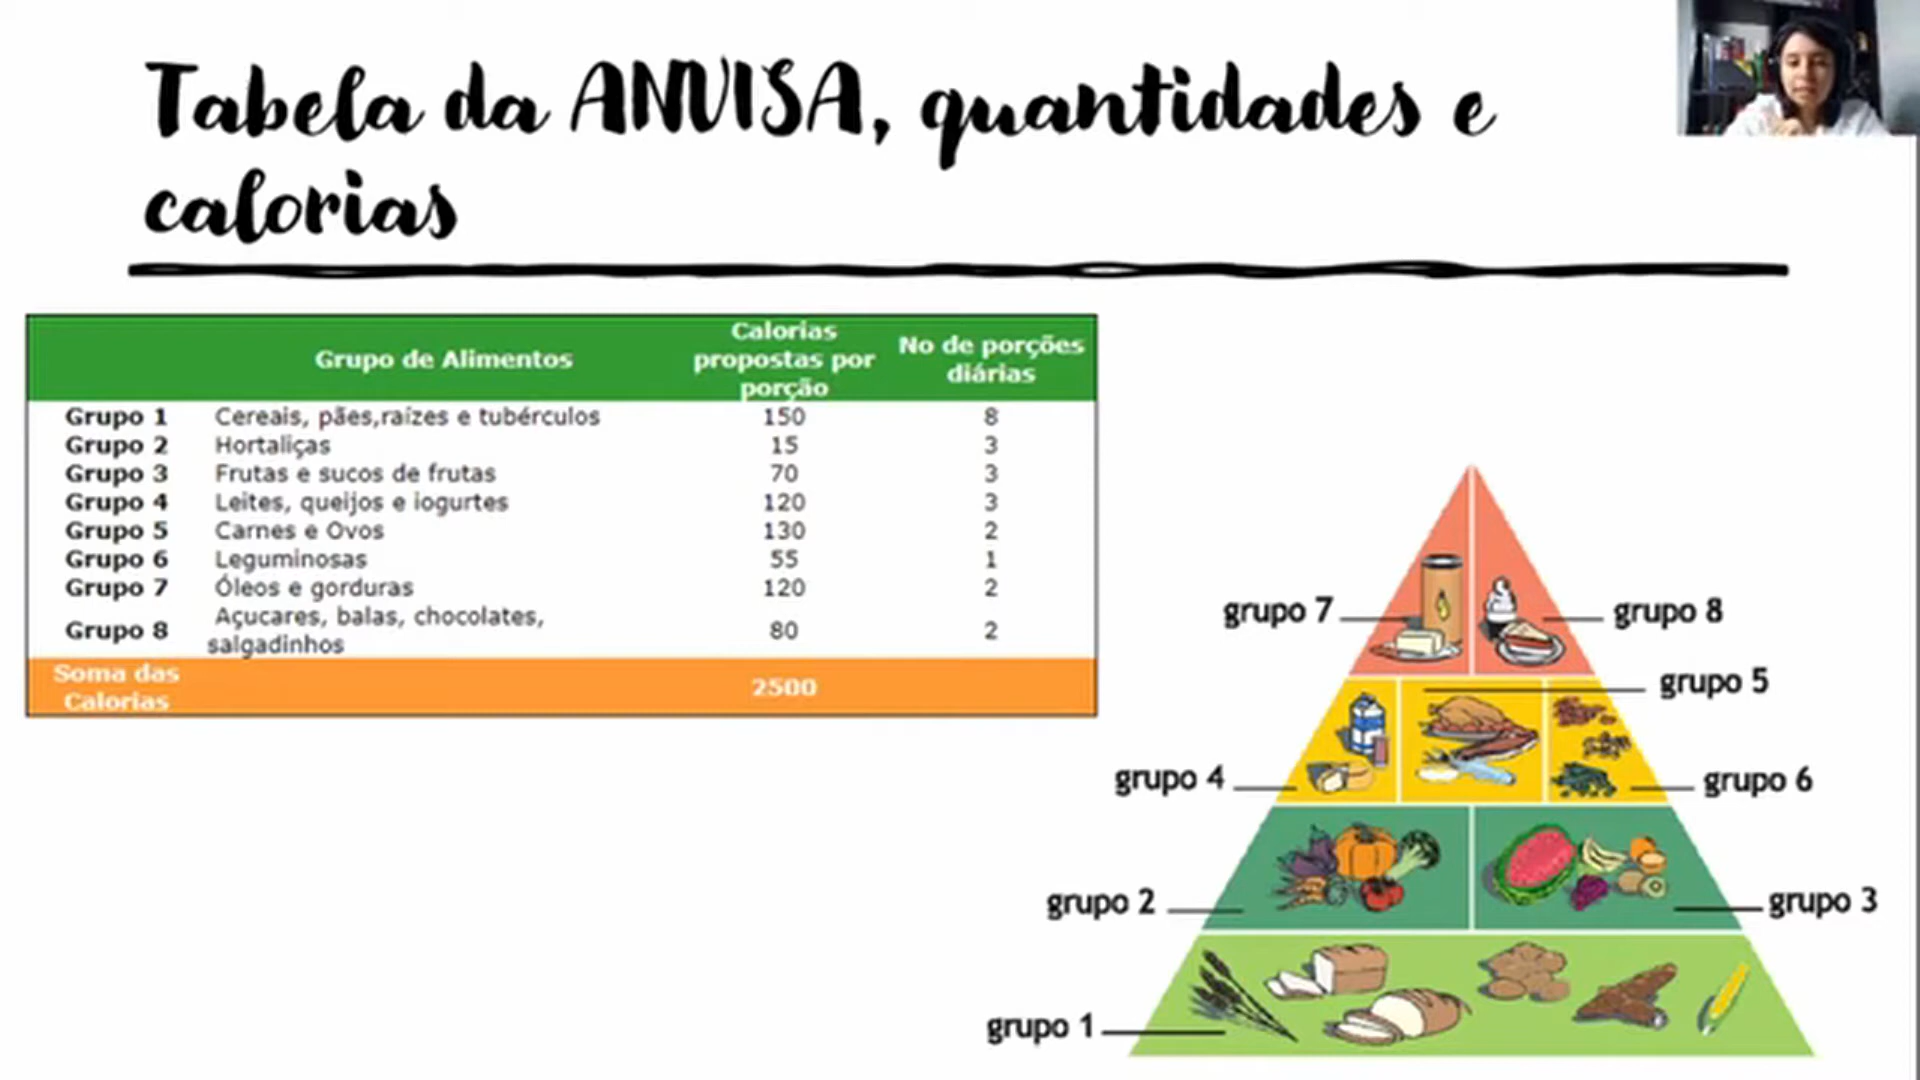 Tabela da ANVISA, quantidades e
calorias
Grupo de Alimentos
Calorias
propostas por
porção
No de porções
diárias
Grupo 1 Cereais, pães,raízes e tubérculos 150 8
Grupo 2 Hortaliças 15 3
Grupo 3 Frutas e sucos de frutas 70 3
Grupo 4 Leites, queijos e iogurtes 120 3
Grupo 5 Carnes e Ovos 130 2
Grupo 6 Leguminosas 55 1
Grupo 7 Óleos e gorduras 120 2
Grupo 8 Açucares, balas, chocolates,
salgadinhos 80 2
Soma das
Calorias 2500
grupo 7
grupo 8
grupo 5
grupo 4
grupo 6
grupo 2
grupo 3
grupo 1